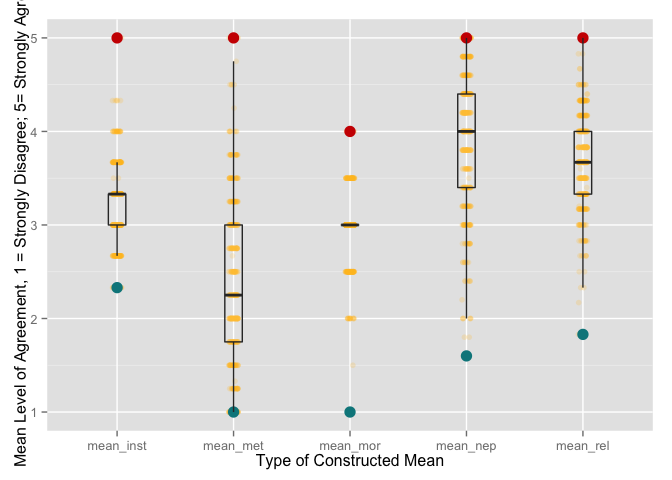 Mean Level of Agreement, 1 = Strongly Disagree; 5= Strongly Agr
5
4
3
2
1
mean_inst mean_met mean_mor mean_nep mean_rel
Type of Constructed Mean